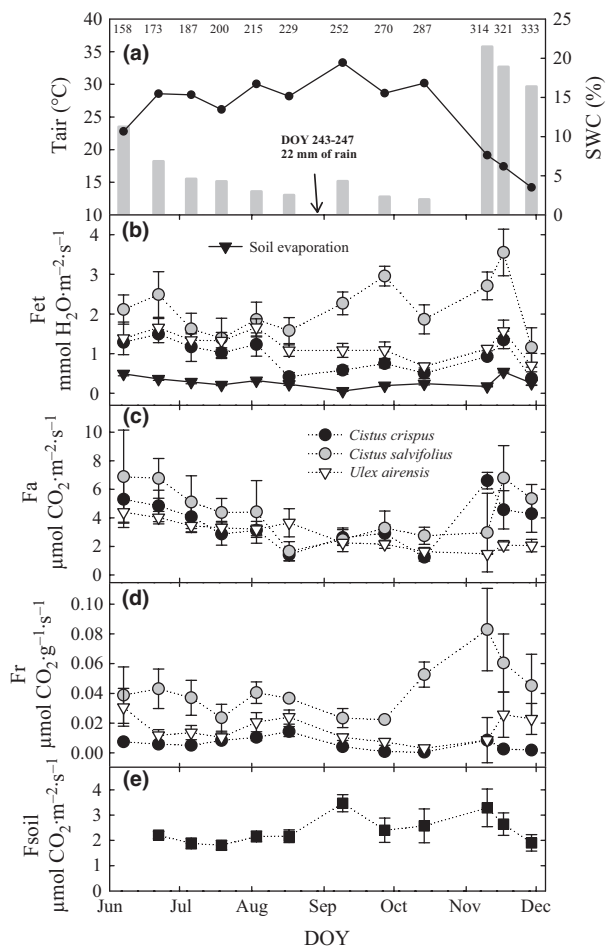 158 173 187 200 215 229 252 270 287 314 321 333
(a)
40
35
30
25
20
15
10
Tair (°C)
25
20
15
10
5
0
SWC (%)
DOY 243-247
22 mm of rain
(b)
Soil evaporation
4
3
2
1
0
Fet
mmol H₂O·m⁻²·s⁻¹
(c)
Cistus crispus
Cistus salvifolius
Ulex airensis
10
8
6
4
2
0
Fa
µmol CO₂·m⁻²·s⁻¹
(d)
0.10
0.08
0.06
0.04
0.02
0.00
Fr
µmol CO₂·g⁻¹·s⁻¹
(e)
4
3
2
1
0
Fsoil
µmol CO₂·m⁻²·s⁻¹
Jun Jul Aug Sep Oct Nov Dec
DOY